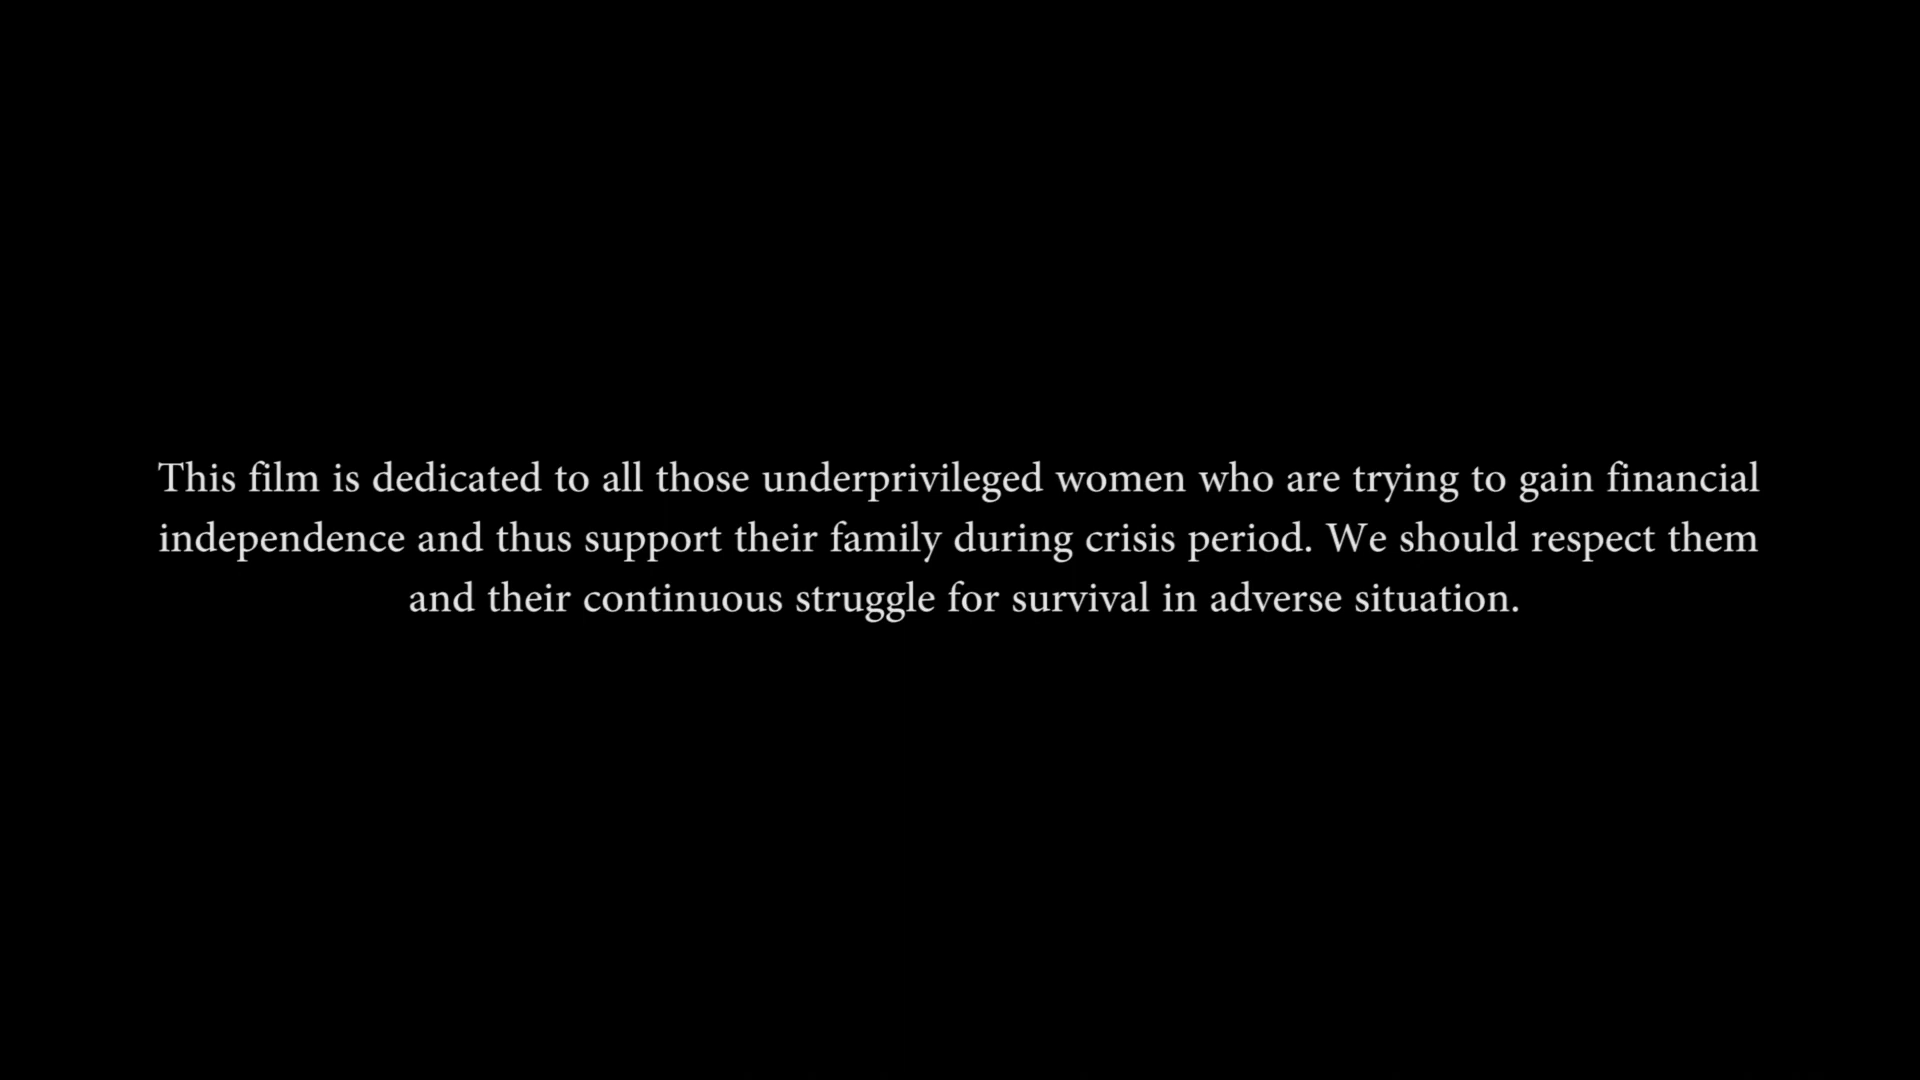 This film is dedicated to all those underprivileged women who are trying to gain financial
independence and thus support their family during crisis period. We should respect them
and their continuous struggle for survival in adverse situation.